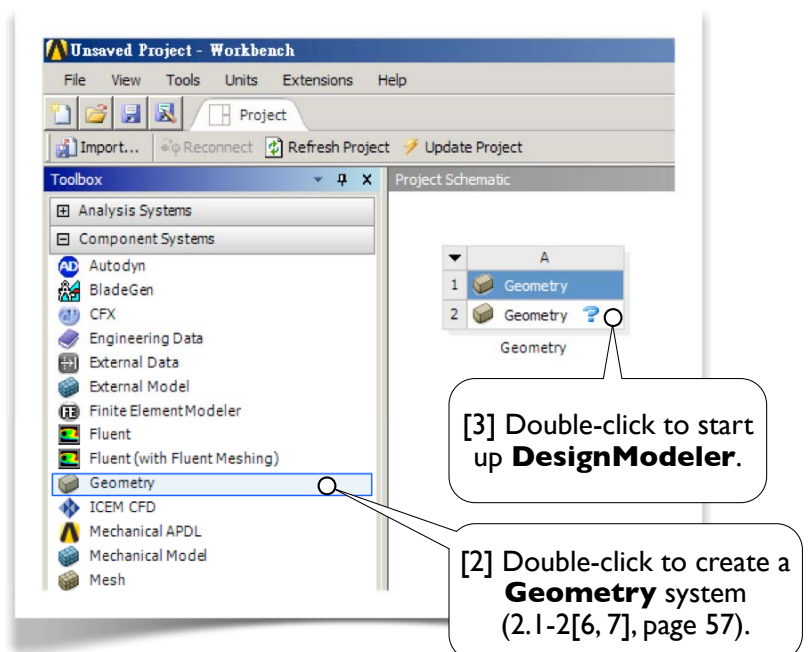 Unsaved Project - Workbench
File View Tools Units Extensions Help
Project
Import... Reconnect Refresh Project Update Project
Toolbox
Project Schematic
Analysis Systems
Component Systems
Autodyn
BladeGen
CFX
Engineering Data
External Data
External Model
Finite Element Modeler
Fluent
Fluent (with Fluent Meshing)
Geometry
ICEM CFD
Mechanical APDL
Mechanical Model
Mesh
A
1 Geometry
2 Geometry ?
Geometry
[3] Double-click to start
up DesignModeler.
[2] Double-click to create a
Geometry system
(2.1-2[6, 7], page 57).